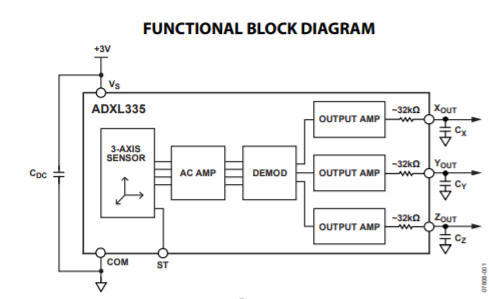 FUNCTIONAL BLOCK DIAGRAM
+3V
VS
ADXL335
3-AXIS
SENSOR
AC AMP
DEMOD
OUTPUT AMP
~32kΩ
XOUT
CX
OUTPUT AMP
~32kΩ
YOUT
CY
OUTPUT AMP
~32kΩ
ZOUT
CZ
CDC
COM
ST
07808-001